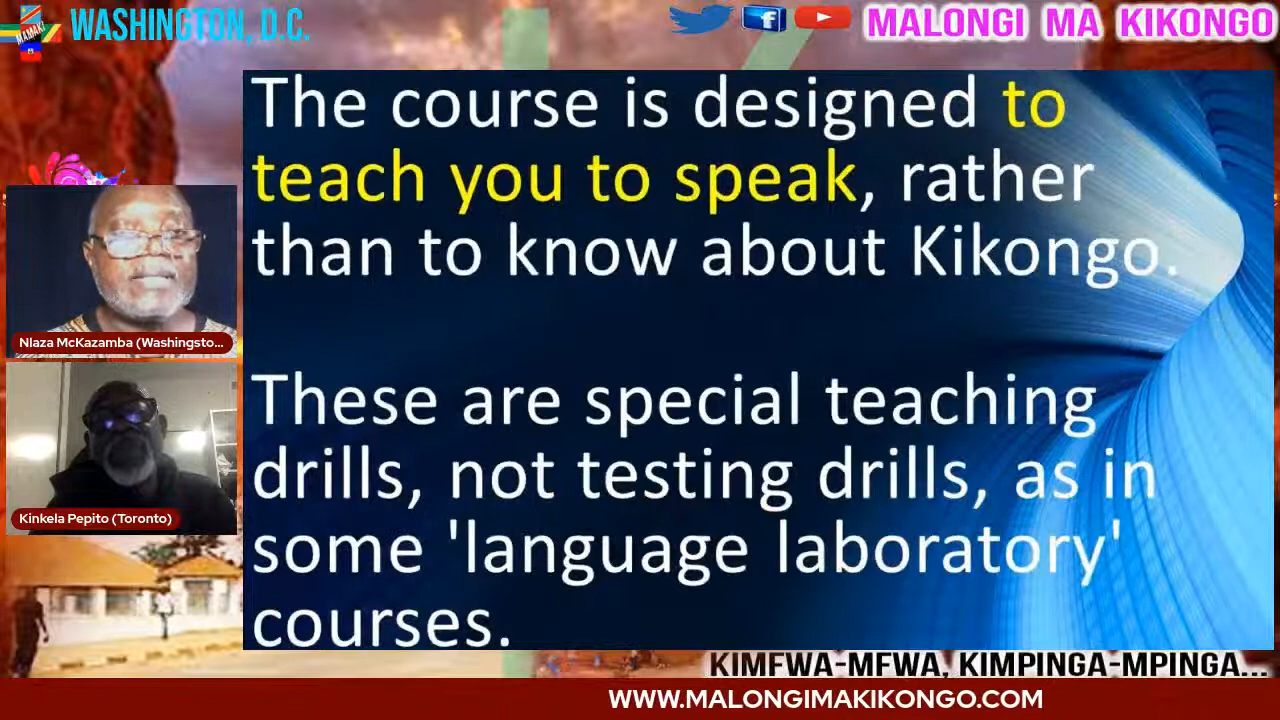 MAMAKI
WASHINGTON, D.C.
MALONGI MA KIKONGO
The course is designed to
teach you to speak, rather
than to know about Kikongo.
These are special teaching
drills, not testing drills, as in
some 'language laboratory'
courses.
Nlaza McKazamba (Washingsto...
Kinkela Pepito (Toronto)
KIMFWA-MFWA, KIMPINGA-MPINGA...
WWW.MALONGIMAKIKONGO.COM